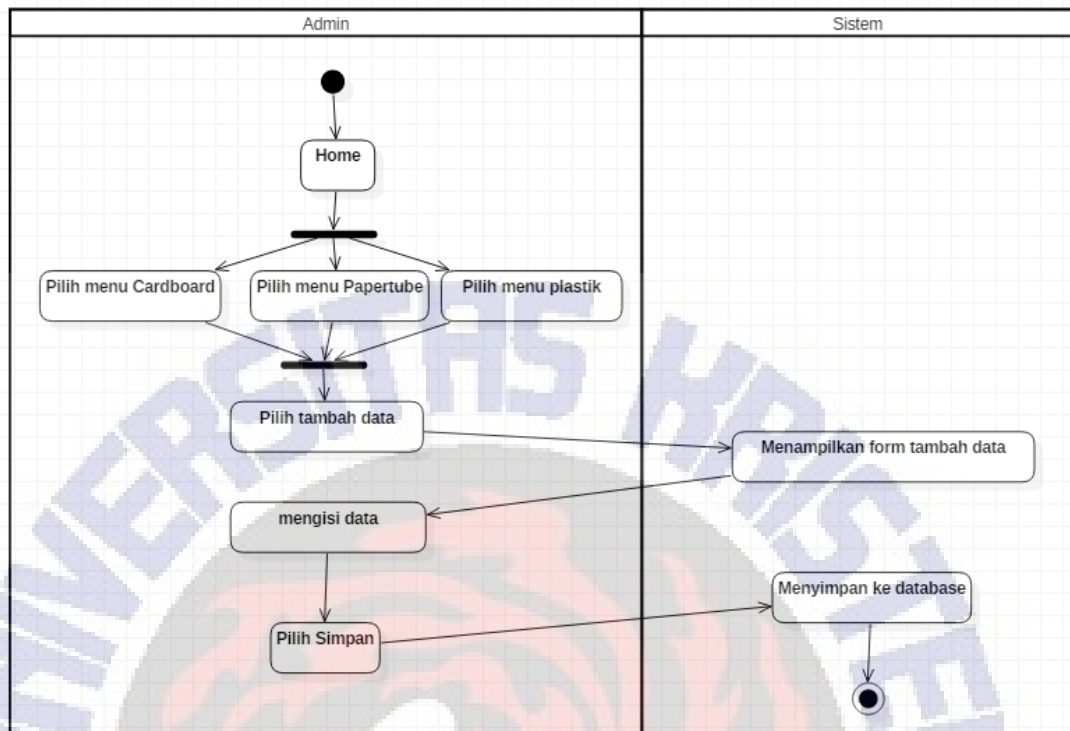 Admin
Sistem
Home
Pilih menu Cardboard
Pilih menu Papertube
Pilih menu plastik
Pilih tambah data
Menampilkan form tambah data
mengisi data
Menyimpan ke database
Pilih Simpan